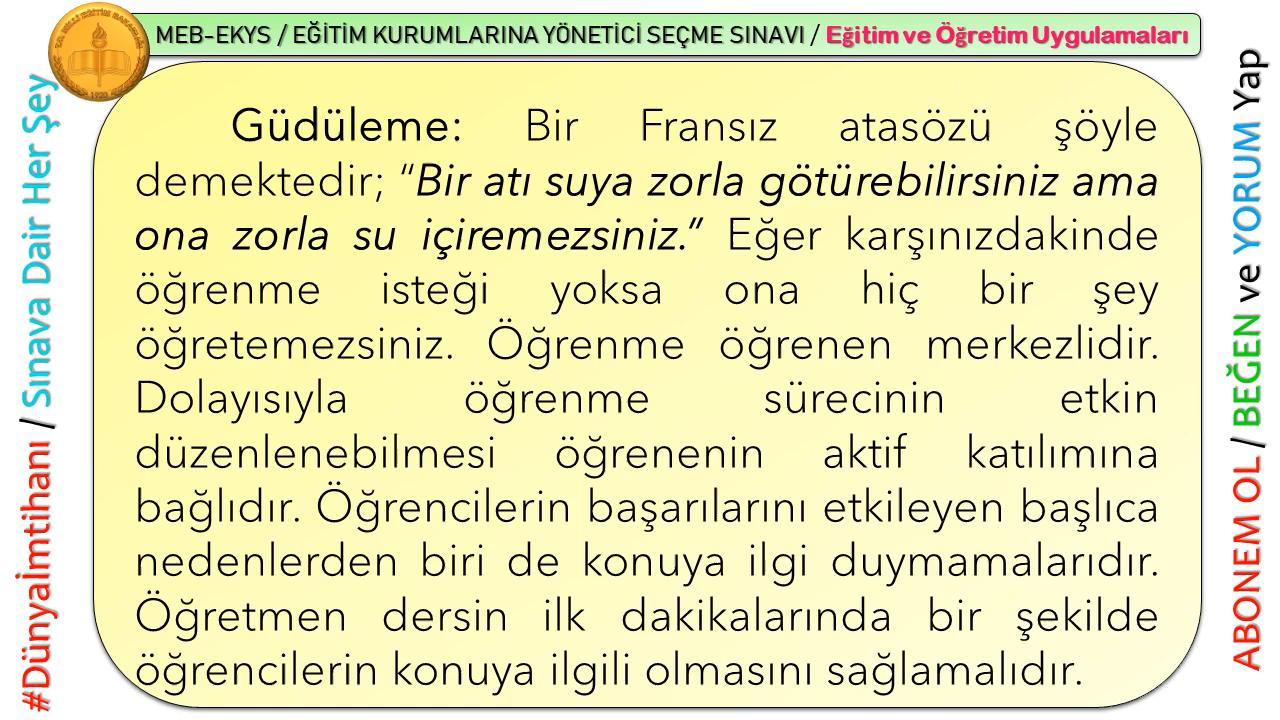 MEB-EKYS / EĞİTİM KURUMLARINA YÖNETİCİ SEÇME SINAVI / Eğitim ve Öğretim Uygulamaları
#Dünyaİmtihanı / Sınava Dair Her Şey
Güdüleme: Bir Fransız atasözü şöyle
demektedir; “Bir atı suya zorla götürebilirsiniz ama
ona zorla su içiremezsiniz.” Eğer karşınızdakinde
öğrenme isteği yoksa ona hiç bir şey
öğretemezsiniz. Öğrenme öğrenen merkezlidir.
Dolayısıyla öğrenme sürecinin etkin
düzenlenebilmesi öğrenenin aktif katılımına
bağlıdır. Öğrencilerin başarılarını etkileyen başlıca
nedenlerden biri de konuya ilgi duymamalarıdır.
Öğretmen dersin ilk dakikalarında bir şekilde
öğrencilerin konuya ilgili olmasını sağlamalıdır.
ABONEM OL / BEĞEN ve YORUM Yap